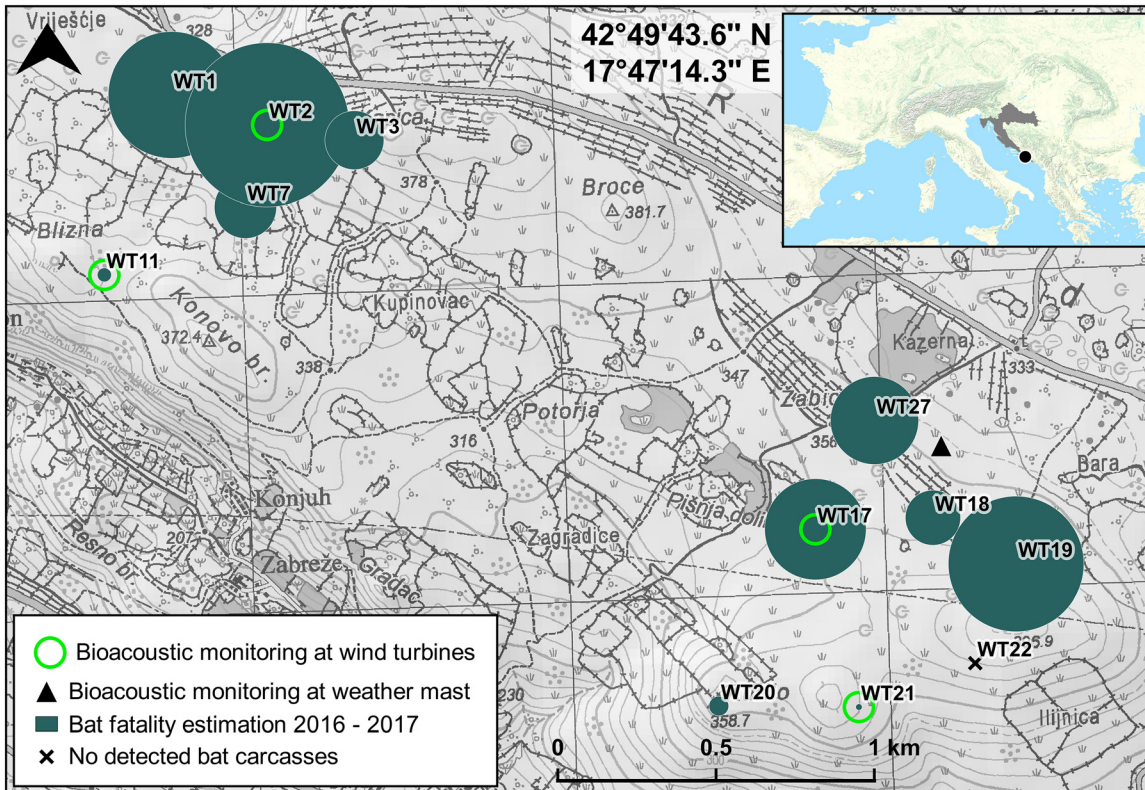 Vriješćje
328
42°49'43.6'' N
17°47'14.3'' E
WT1
WT2
WT3
R
378
Broce
381.7
WT7
Blizna
WT11
Kupinovac
Konovo br.
372.4
338
347
Kazerna
333
d
Potorja
316
Žabic
WT27
356
Bara
Pišnja doli
WT17
WT18
WT19
Konjuh
207
Zagradice
Zabreže
Gladac
WT22
Resno br.
230
WT20
o
WT21
358.7
300
Ilijnica
0
0.5
1 km
Bioacoustic monitoring at wind turbines
Bioacoustic monitoring at weather mast
Bat fatality estimation 2016 - 2017
No detected bat carcasses